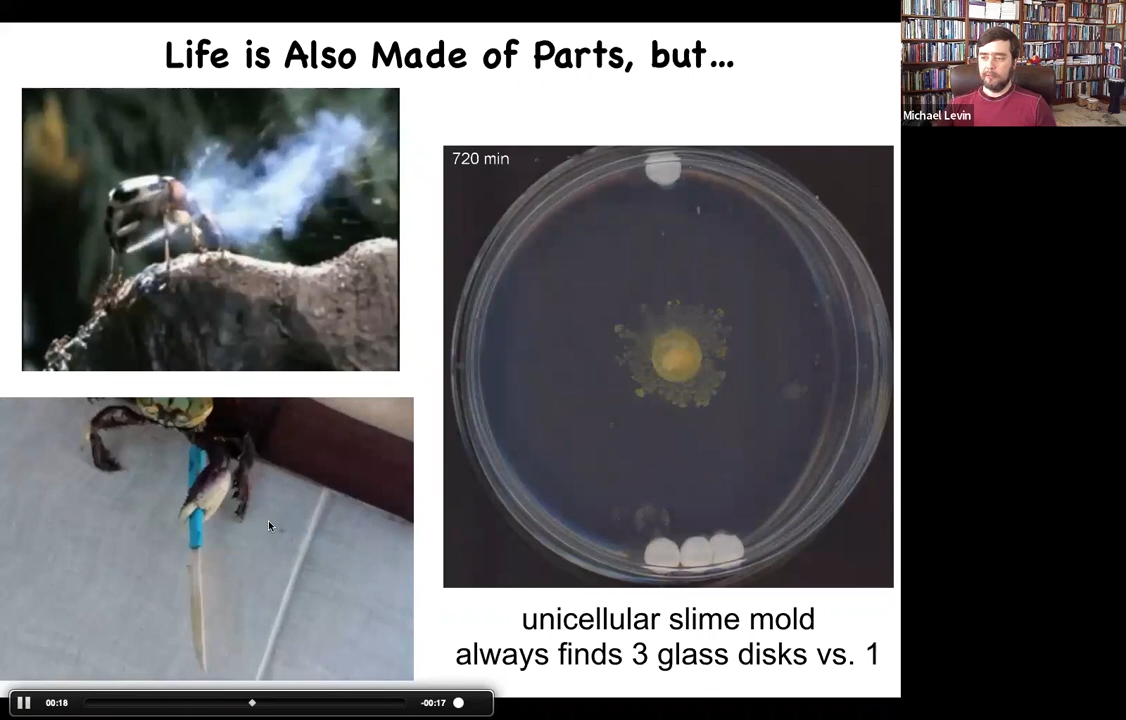 Life is Also Made of Parts, but...
Michael Levin
720 min
unicellular slime mold
always finds 3 glass disks vs. 1
00:18
-00:17